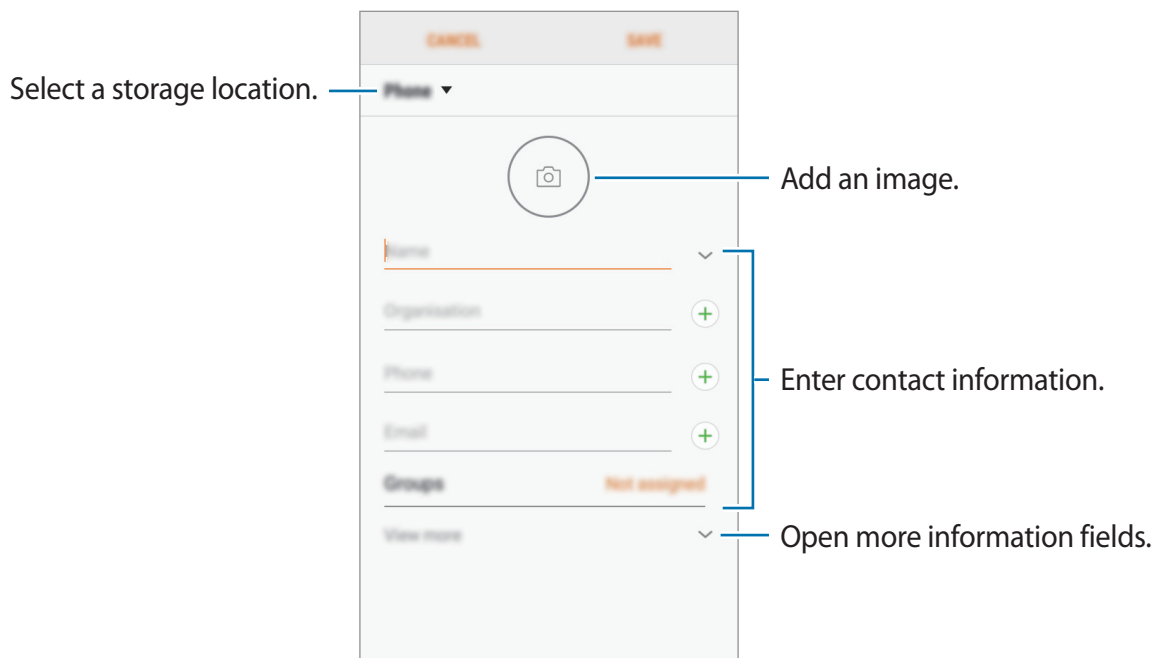 CANCEL SAVE
Select a storage location.
Phone
Add an image.
Name
Organisation
Phone
Enter contact information.
Email
Groups Not assigned
View more
Open more information fields.